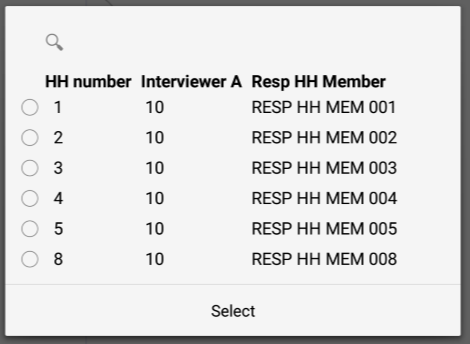 HH number Interviewer A Resp HH Member
1 10 RESP HH MEM 001
2 10 RESP HH MEM 002
3 10 RESP HH MEM 003
4 10 RESP HH MEM 004
5 10 RESP HH MEM 005
8 10 RESP HH MEM 008
Select